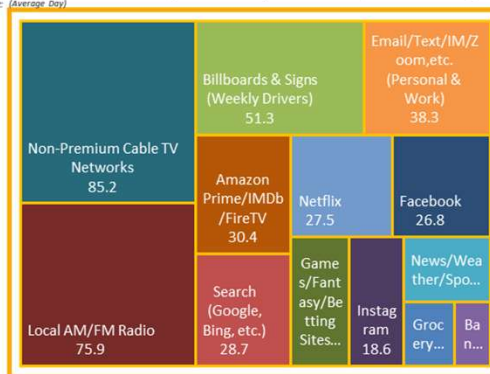 (Average Day)
Non-Premium Cable TV
Networks
85.2
Local AM/FM Radio
75.9
Billboards & Signs
(Weekly Drivers)
51.3
Email/Text/IM/Z
oom,etc.
(Personal &
Work)
38.3
Amazon
Prime/IMDb
/FireTV
30.4
Search
(Google,
Bing, etc.)
28.7
Netflix
27.5
Facebook
26.8
Game
s/Fant
asy/Be
tting
Sites...
Instag
ram
18.6
News/Wea
ther/Spo...
Groc
ery...
Ban
n...